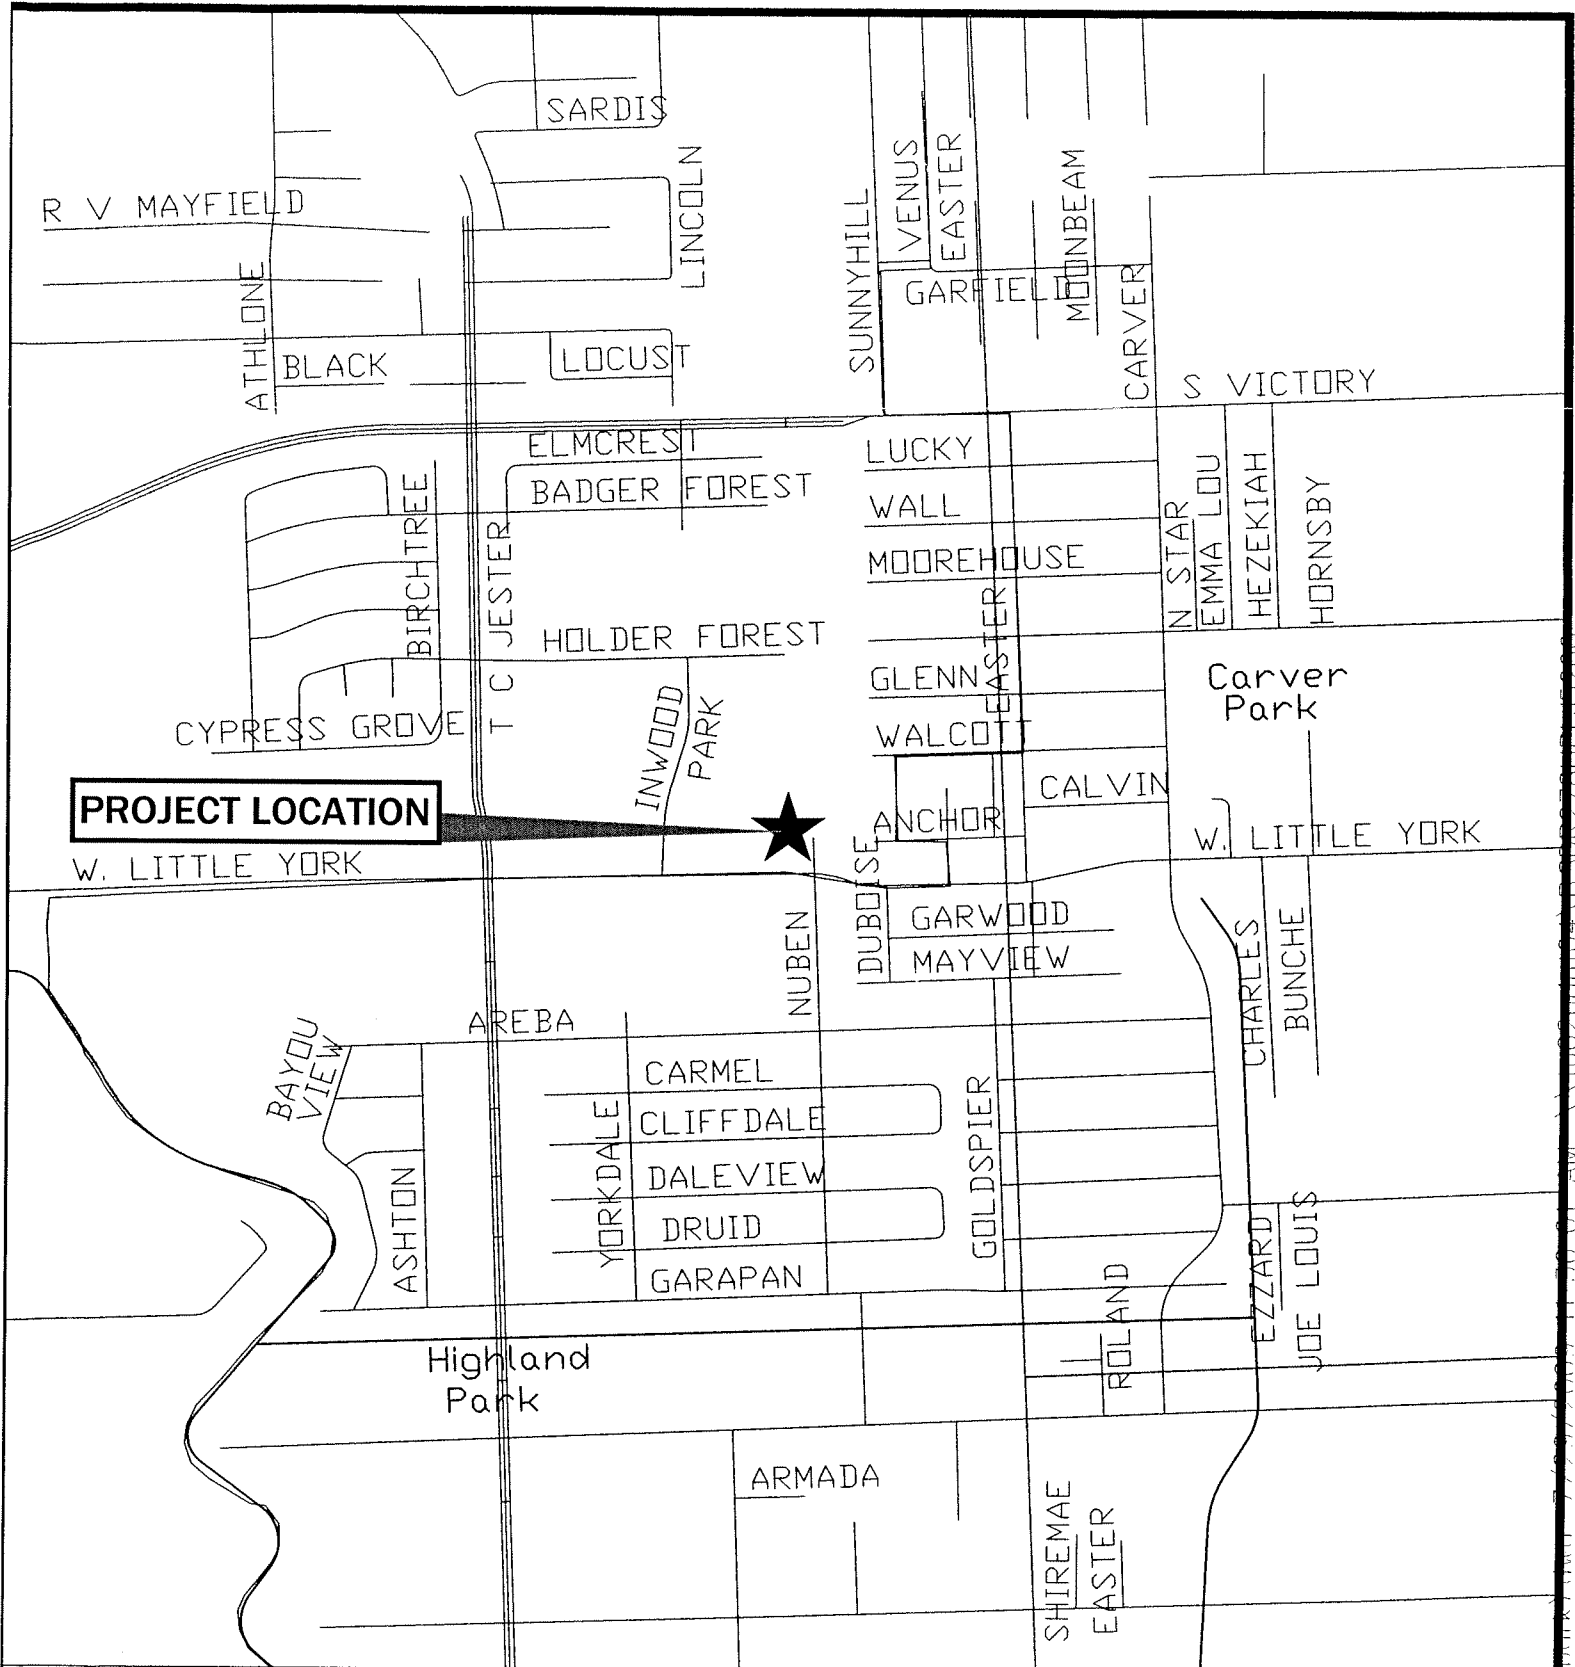 SARDIS
LINCOLN
VENUS
EASTER
MOONBEAM
R V MAYFIELD
SUNNYHILL
ATHLONE
GARFIELD
CARVER
BLACK
LOCUST
S VICTORY
ELMCREST
LUCKY
BADGER FOREST
WALL
BIRCHTREE
T C JESTER
MOOREHOUSE
N STAR
EMMA LOU
HEZEKIAH
HORNSBY
HOLDER FOREST
EASTER
GLENN
Carver
Park
INWOOD
PARK
CYPRESS GROVE
WALCOTT
CALVIN
PROJECT LOCATION
ANCHOR
W. LITTLE YORK
W. LITTLE YORK
DUBOISE
GARWOOD
NUBEN
MAYVIEW
CHARLES
BUNCHE
AREBA
BAYOU
VIEW
CARMEL
YORKDALE
CLIFFDALE
GOLDSPIER
DALEVIEW
ASHTON
DRUID
GARAPAN
EZZARD
JOE LOUIS
ROLAND
Highland
Park
ARMADA
SHIREMAE
EASTER